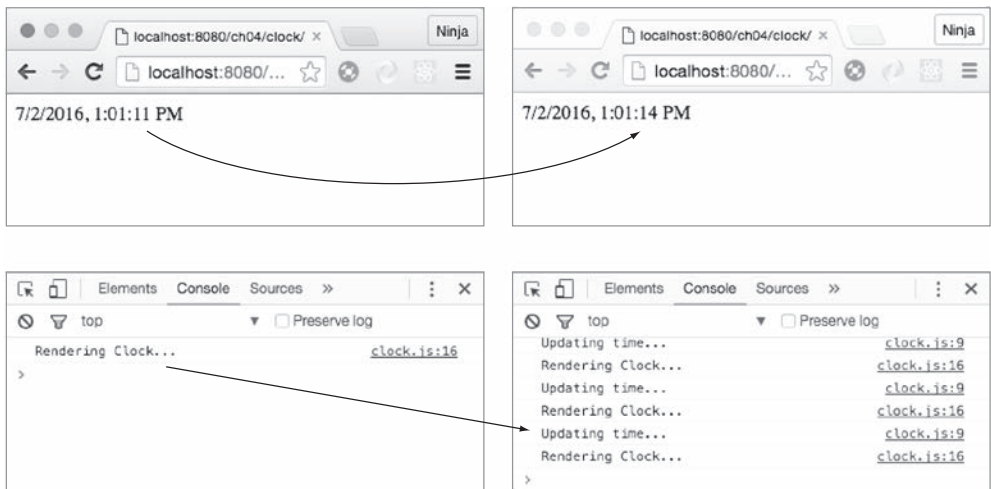 localhost:8080/ch04/clock/ ×
Ninja
localhost:8080/...
7/2/2016, 1:01:11 PM
localhost:8080/ch04/clock/ ×
Ninja
localhost:8080/...
7/2/2016, 1:01:14 PM
Elements Console Sources »
top Preserve log
Rendering Clock... clock.js:16
>
Elements Console Sources »
top Preserve log
Updating time... clock.js:9
Rendering Clock... clock.js:16
Updating time... clock.js:9
Rendering Clock... clock.js:16
Updating time... clock.js:9
Rendering Clock... clock.js:16
>